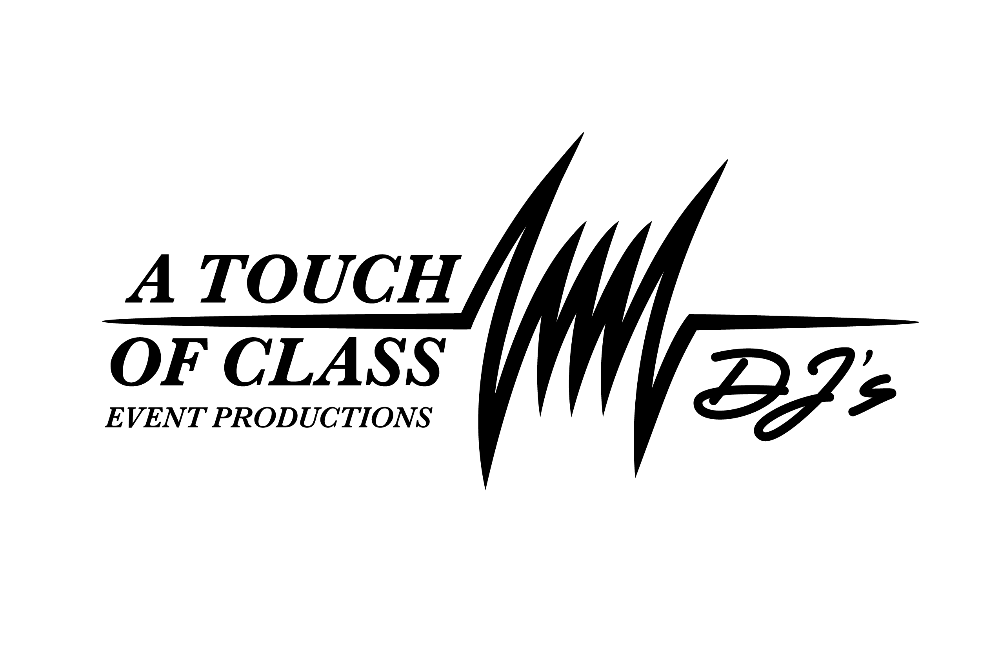 A TOUCH
OF CLASS
EVENT PRODUCTIONS
DJ's